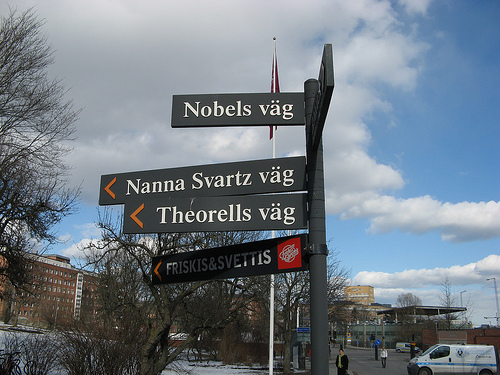 Nobels väg
Nanna Svartz väg
Theorells väg
FRISKIS&SVETTIS